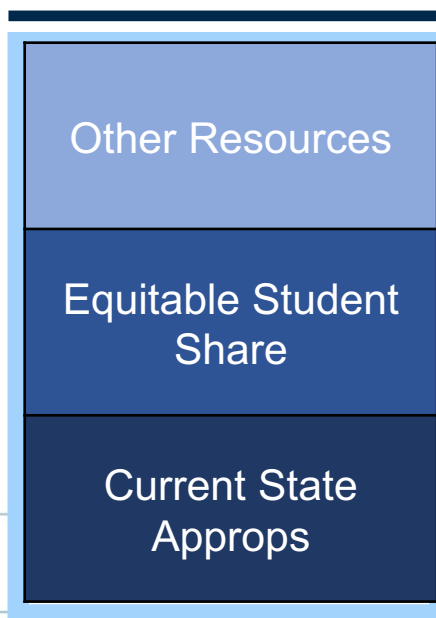 Other Resources
Equitable Student
Share
Current State
Approps